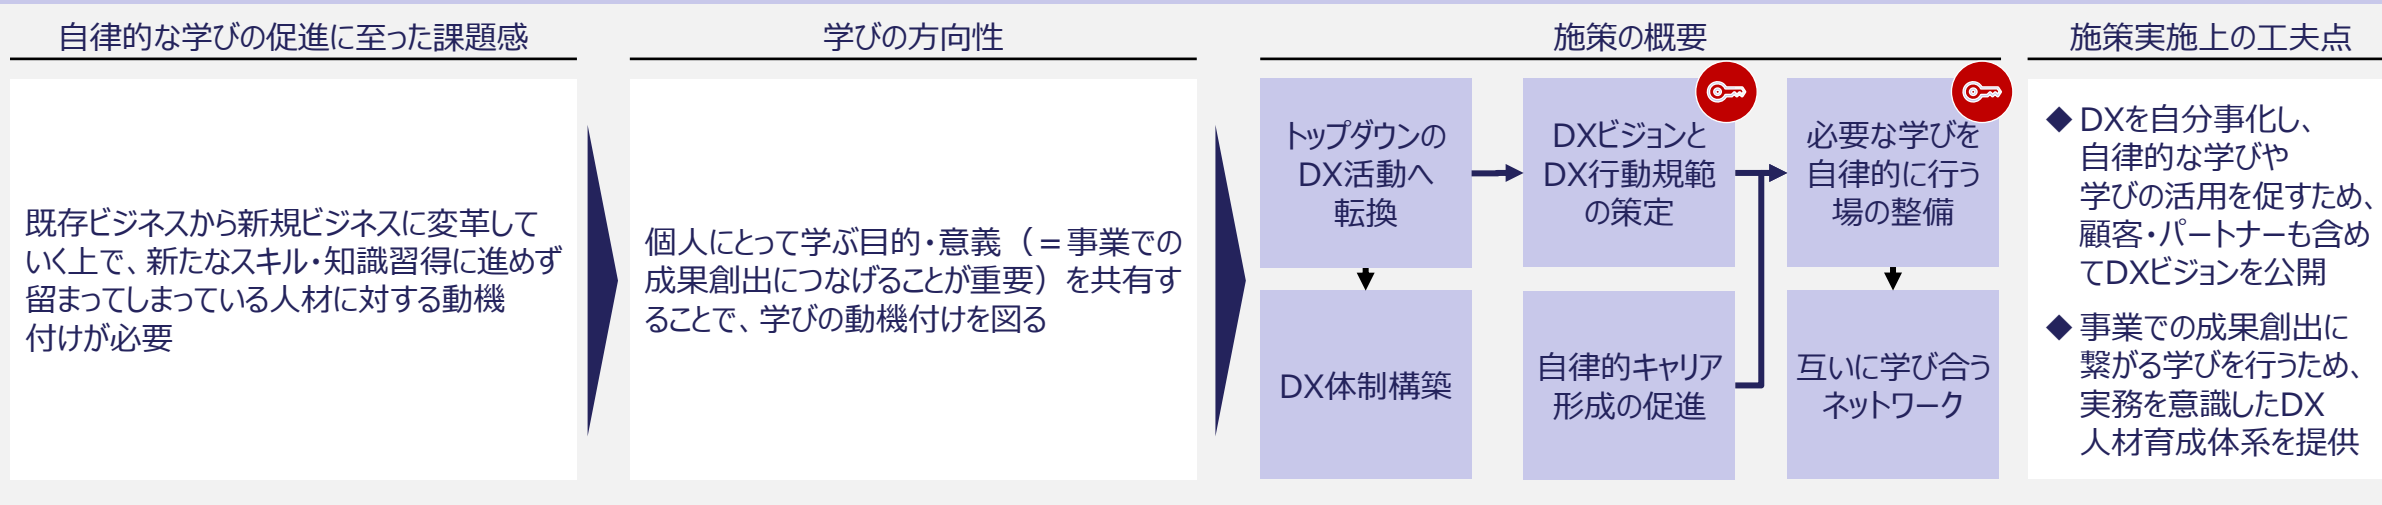 自律的な学びの促進に至った課題感
既存ビジネスから新規ビジネスに変革して
いく上で、新たなスキル・知識習得に進めず
留まってしまっている人材に対する動機
付けが必要
学びの方向性
個人にとって学ぶ目的・意義（＝事業での
成果創出につなげることが重要）を共有す
ることで、学びの動機付けを図る
施策の概要
トップダウンの
DX活動へ
転換
DXビジョンと
DX行動規範
の策定
必要な学びを
自律的に行う
場の整備
DX体制構築
自律的キャリア
形成の促進
互いに学び合う
ネットワーク
施策実施上の工夫点
◆ DXを自分事化し、
自律的な学びや
学びの活用を促すため、
顧客・パートナーも含め
てDXビジョンを公開
◆ 事業での成果創出に
繋がる学びを行うため、
実務を意識したDX
人材育成体系を提供